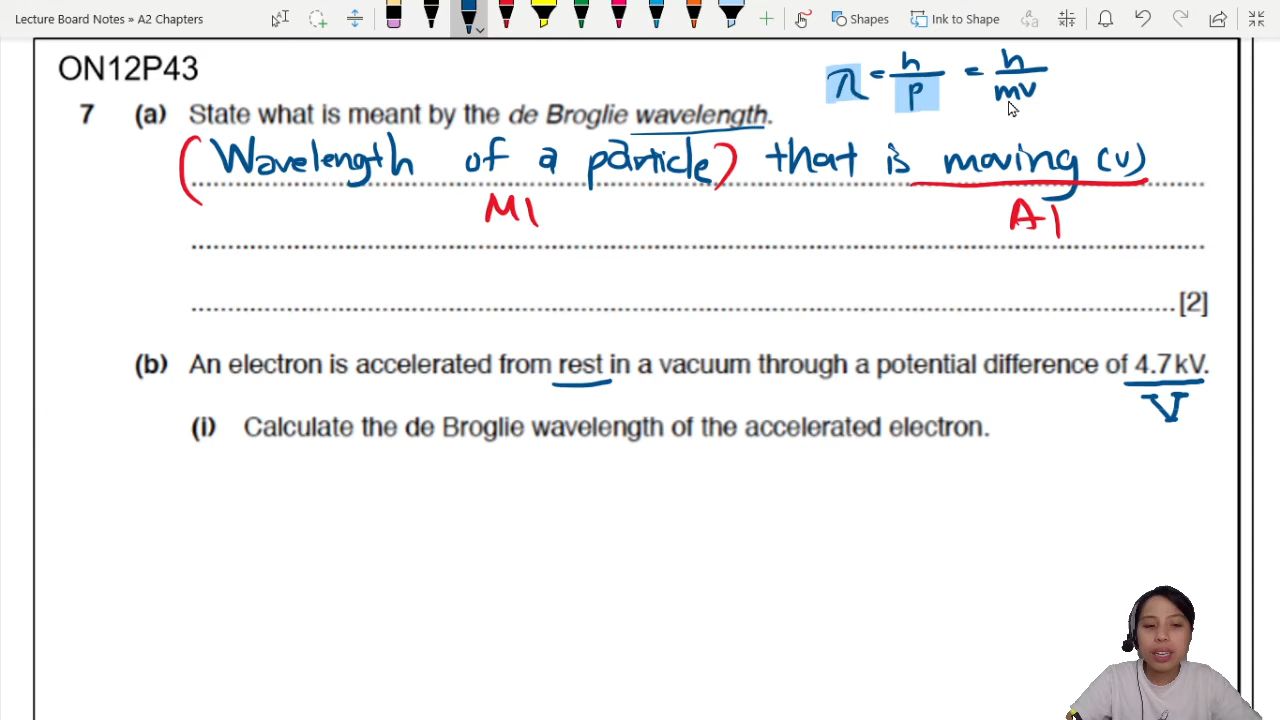 Lecture Board Notes » A2 Chapters
Shapes
Ink to Shape
ON12P43
λ = h/p = h/mv
7 (a) State what is meant by the de Broglie wavelength.
(Wavelength of a particle) that is moving (v)
M1 A1
[2]
(b) An electron is accelerated from rest in a vacuum through a potential difference of 4.7 kV.
V
(i) Calculate the de Broglie wavelength of the accelerated electron.